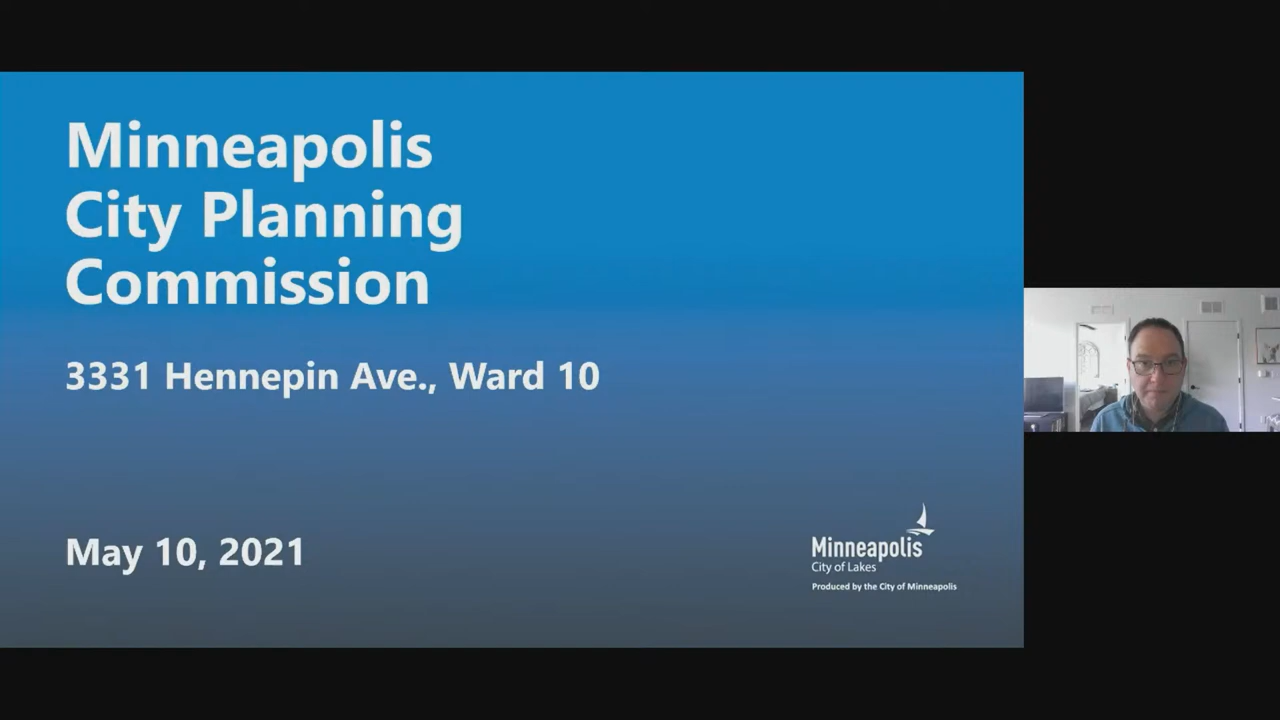 Minneapolis
City Planning
Commission
3331 Hennepin Ave., Ward 10
May 10, 2021
Minneapolis
City of Lakes
Produced by the City of Minneapolis